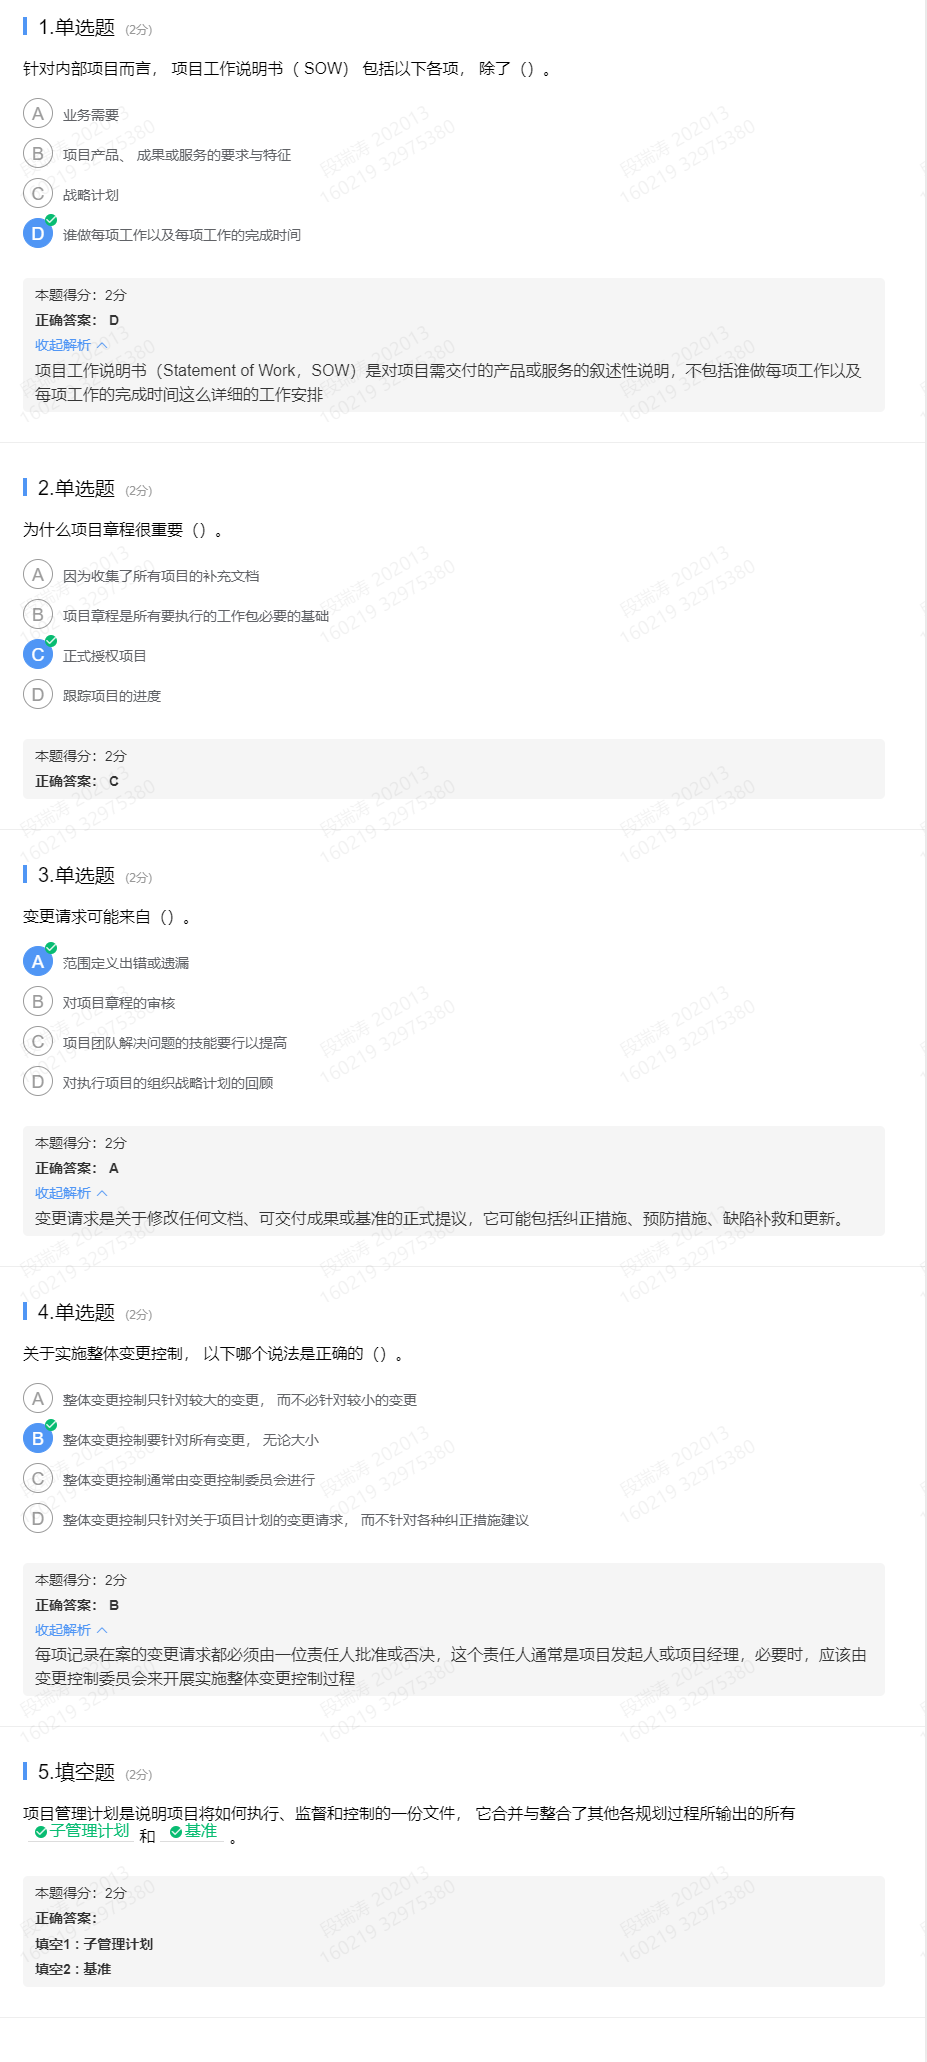 1.单选题 (2分)
针对内部项目而言， 项目工作说明书（ SOW） 包括以下各项， 除了（）。
A 业务需要
B 项目产品、 成果或服务的要求与特征
C 战略计划
D 谁做每项工作以及每项工作的完成时间
本题得分：2分
正确答案： D
收起解析
项目工作说明书（Statement of Work，SOW）是对项目需交付的产品或服务的叙述性说明，不包括谁做每项工作以及
每项工作的完成时间这么详细的工作安排
2.单选题 (2分)
为什么项目章程很重要（）。
A 因为收集了所有项目的补充文档
B 项目章程是所有要执行的工作包必要的基础
C 正式授权项目
D 跟踪项目的进度
本题得分：2分
正确答案： C
3.单选题 (2分)
变更请求可能来自（）。
A 范围定义出错或遗漏
B 对项目章程的审核
C 项目团队解决问题的技能要行以提高
D 对执行项目的组织战略计划的回顾
本题得分：2分
正确答案： A
收起解析
变更请求是关于修改任何文档、可交付成果或基准的正式提议，它可能包括纠正措施、预防措施、缺陷补救和更新。
4.单选题 (2分)
关于实施整体变更控制， 以下哪个说法是正确的（）。
A 整体变更控制只针对较大的变更， 而不必针对较小的变更
B 整体变更控制要针对所有变更， 无论大小
C 整体变更控制通常由变更控制委员会进行
D 整体变更控制只针对关于项目计划的变更请求， 而不针对各种纠正措施建议
本题得分：2分
正确答案： B
收起解析
每项记录在案的变更请求都必须由一位责任人批准或否决，这个责任人通常是项目发起人或项目经理，必要时，应该由
变更控制委员会来开展实施整体变更控制过程
5.填空题 (2分)
项目管理计划是说明项目将如何执行、监督和控制的一份文件， 它合并与整合了其他各规划过程所输出的所有
子管理计划 和 基准 。
本题得分：2分
正确答案：
填空1：子管理计划
填空2：基准
段瑞涛 202013
160219 32975380